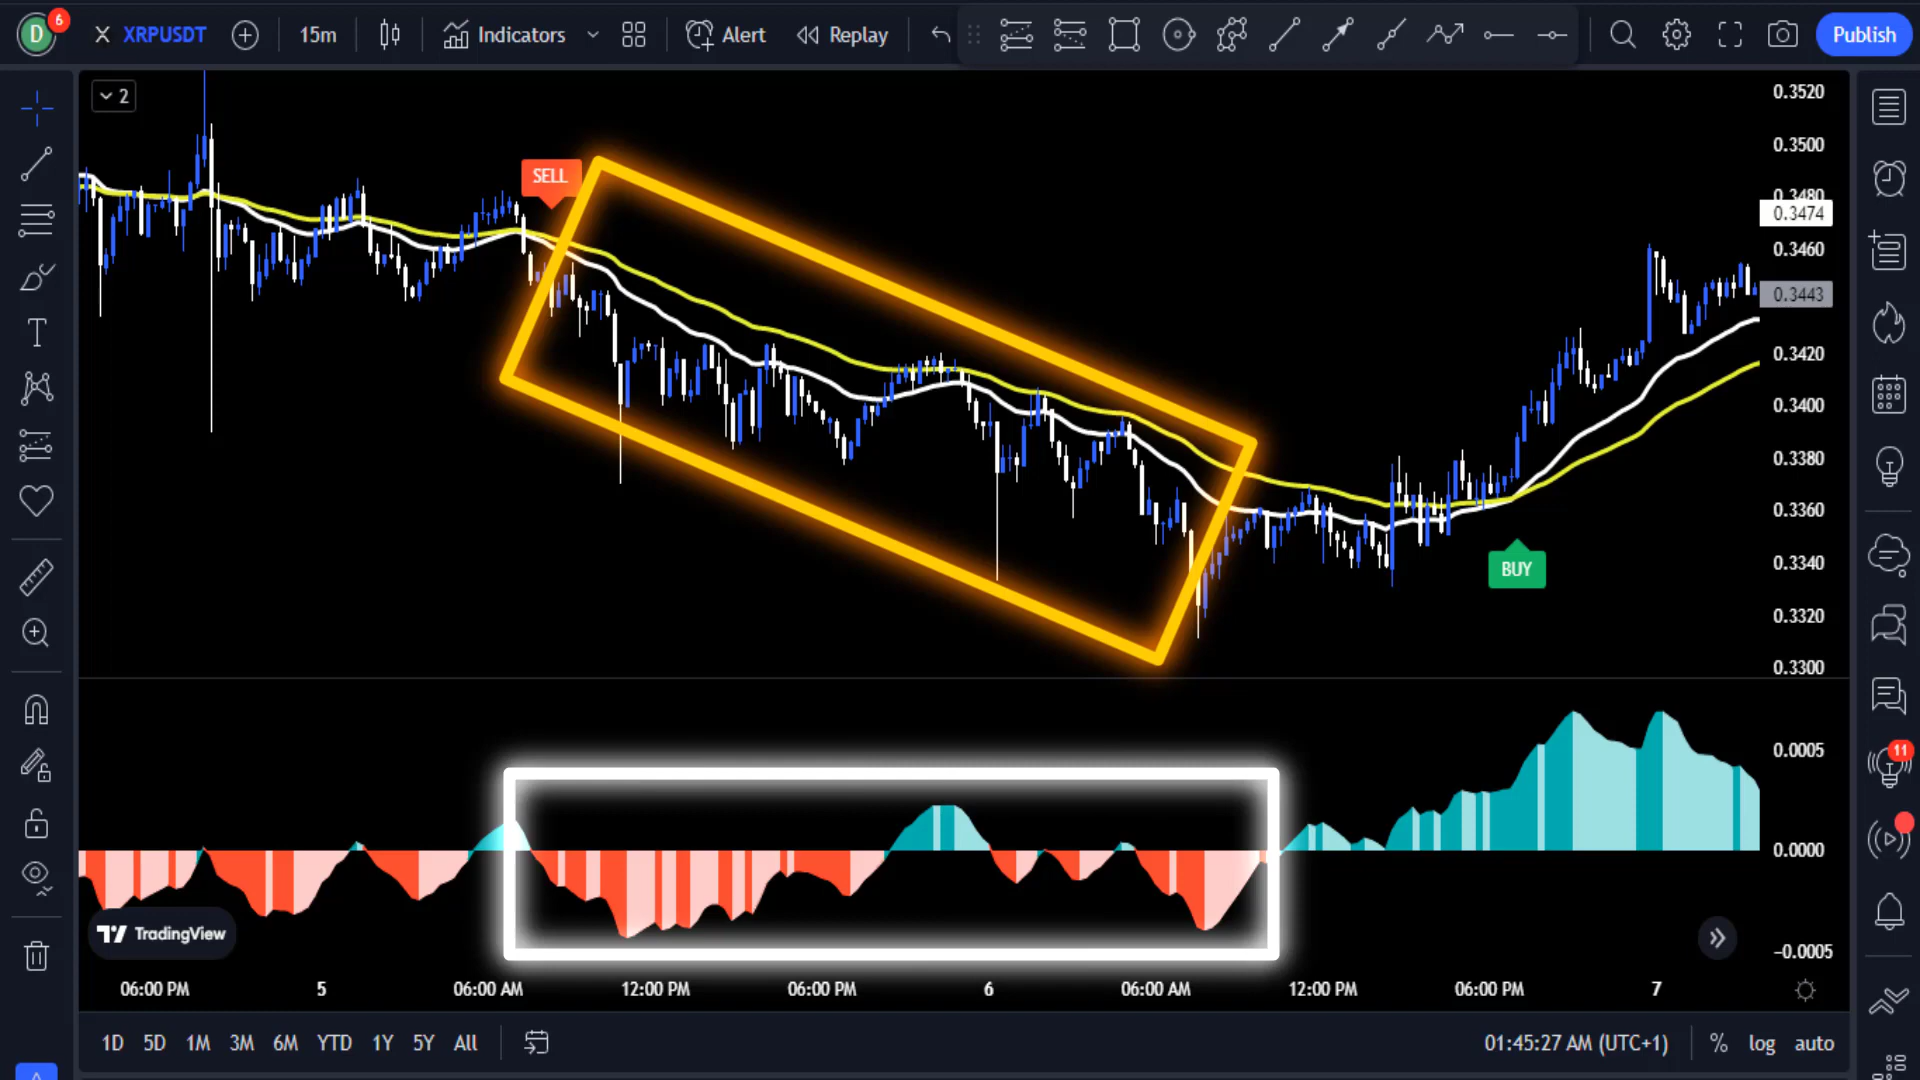 D
6
XRPUSDT
15m
Indicators
Alert
Replay
Publish
2
SELL
BUY
0.3520
0.3500
0.3480
0.3474
0.3460
0.3443
0.3420
0.3400
0.3380
0.3360
0.3340
0.3320
0.3300
0.0005
0.0000
−0.0005
11
TradingView
06:00 PM 5 06:00 AM 12:00 PM 06:00 PM 6 06:00 AM 12:00 PM 06:00 PM 7
1D 5D 1M 3M 6M YTD 1Y 5Y All
01:45:27 AM (UTC+1) % log auto